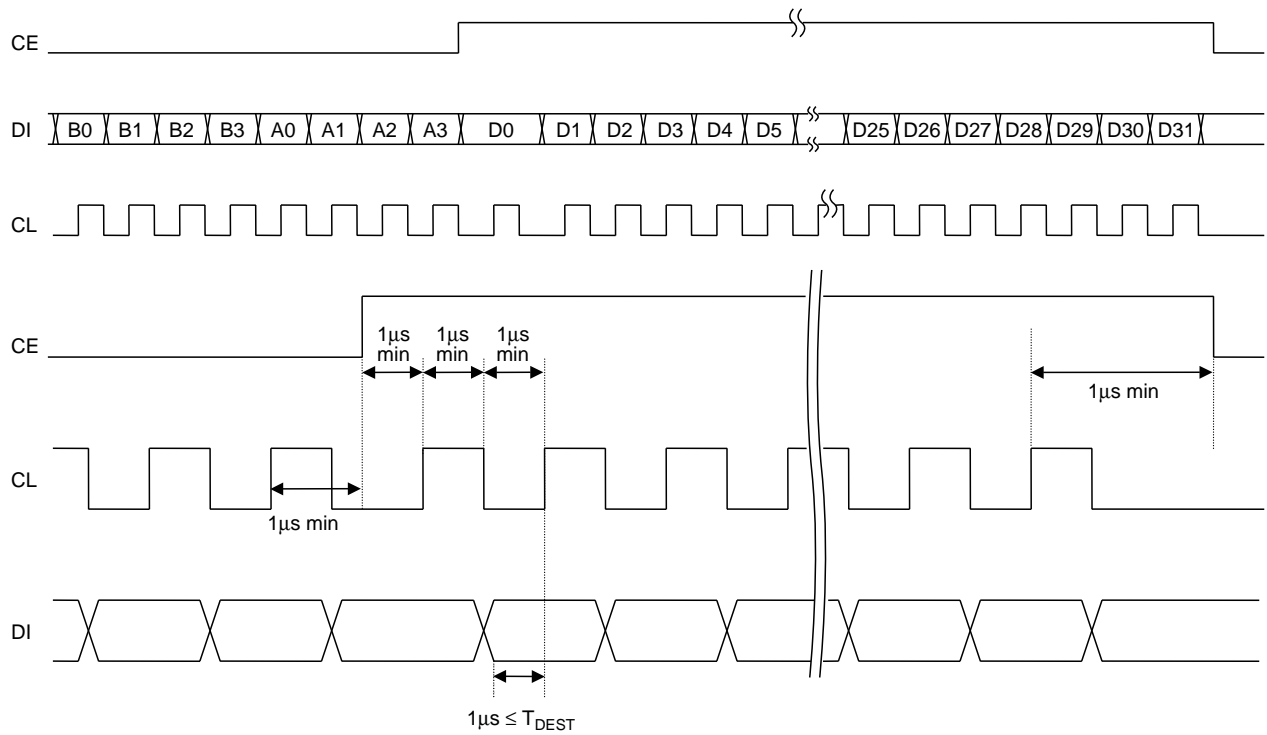 CE
DI B0 B1 B2 B3 A0 A1 A2 A3 D0 D1 D2 D3 D4 D5 D25 D26 D27 D28 D29 D30 D31
CL
CE
1μs min
1μs min
1μs min
1μs min
CL
1μs min
DI
1μs ≤ TDEST